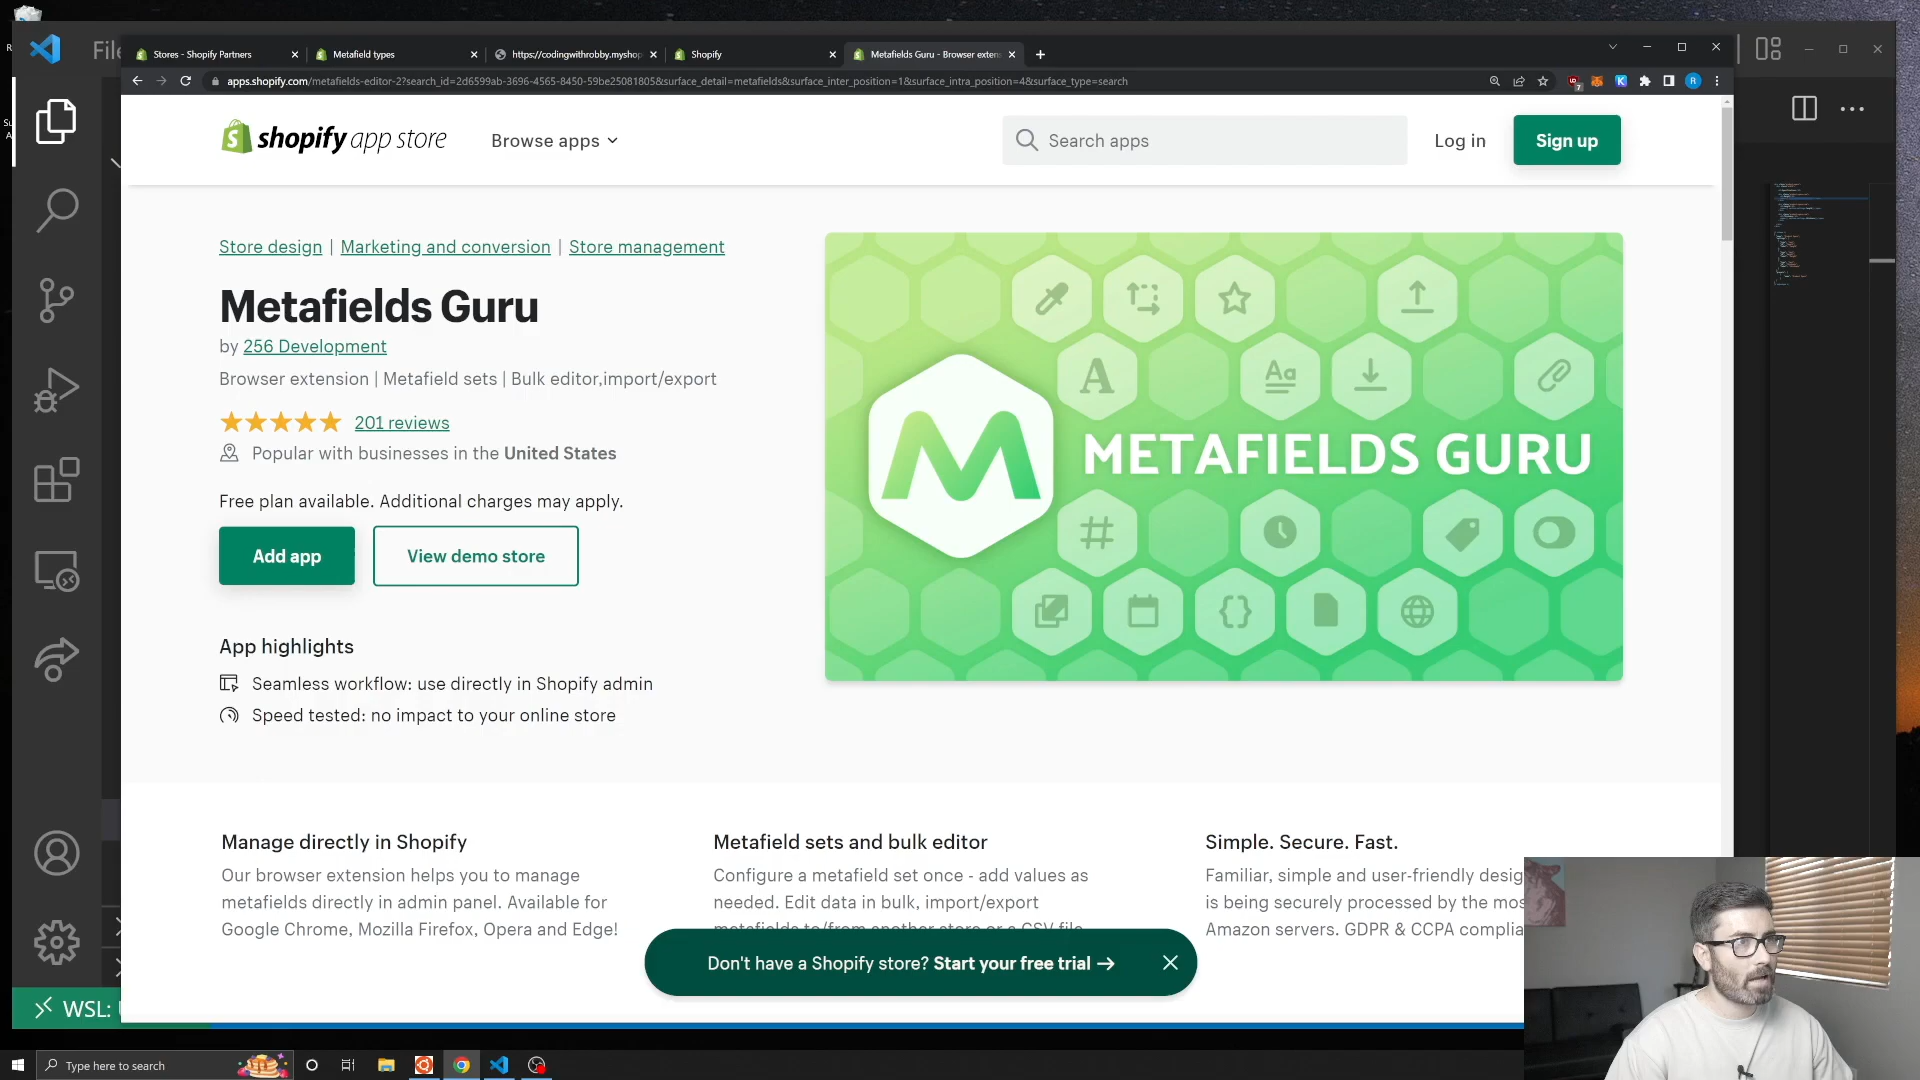 File
Stores - Shopify Partners
Metafield types
https://codingwithrobby.myshop
Shopify
Metafields Guru - Browser exten
apps.shopify.com/metafields-editor-2?search_id=2d6599ab-3696-4565-8450-59be25081805&surface_detail=metafields&surface_inter_position=1&surface_intra_position=4&surface_type=search
shopify app store
Browse apps
Search apps
Log in
Sign up
Store design | Marketing and conversion | Store management
Metafields Guru
by 256 Development
Browser extension | Metafield sets | Bulk editor,import/export
201 reviews
Popular with businesses in the United States
Free plan available. Additional charges may apply.
Add app
View demo store
METAFIELDS GURU
App highlights
Seamless workflow: use directly in Shopify admin
Speed tested: no impact to your online store
Manage directly in Shopify
Our browser extension helps you to manage
metafields directly in admin panel. Available for
Google Chrome, Mozilla Firefox, Opera and Edge!
Metafield sets and bulk editor
Configure a metafield set once - add values as
needed. Edit data in bulk, import/export
metafields to/from another store or a CSV file.
Simple. Secure. Fast.
Familiar, simple and user-friendly desig
is being securely processed by the mos
Amazon servers. GDPR & CCPA complia
Don't have a Shopify store? Start your free trial →
WSL: U
Type here to search